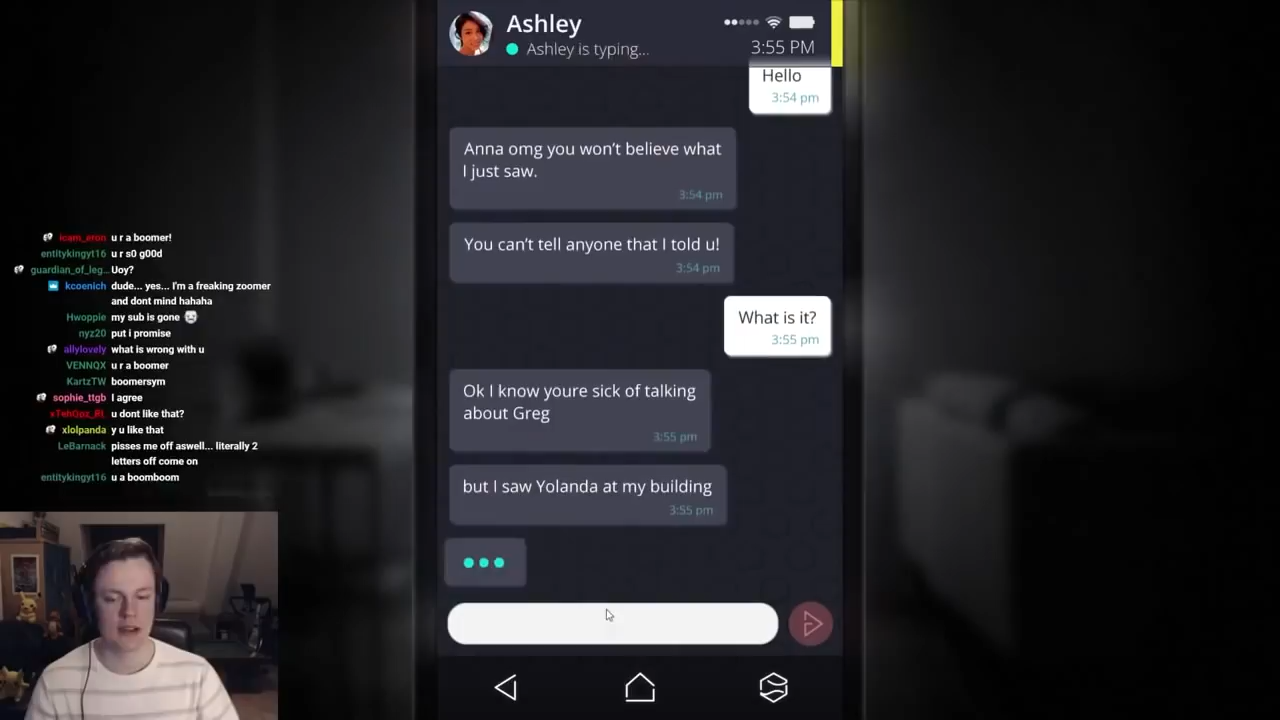 Ashley
Ashley is typing...
3:55 PM
Hello
3:54 pm
Anna omg you won't believe what
I just saw.
3:54 pm
You can't tell anyone that I told u!
3:54 pm
What is it?
3:55 pm
Ok I know youre sick of talking
about Greg
3:55 pm
but I saw Yolanda at my building
3:55 pm
icam_eron u r a boomer!
entitykingyt16 u r s0 g00d
guardian_of_leg... Uoy?
kcoenich dude... yes... I'm a freaking zoomer
and dont mind hahaha
Hwoppie my sub is gone
nyz20 put i promise
allylovely what is wrong with u
VENNQX u r a boomer
KartzTW boomersym
sophie_ttgb I agree
u dont like that?
xlolpanda y u like that
LeBarnack pisses me off aswell... literally 2
letters off come on
entitykingyt16 u a boomboom